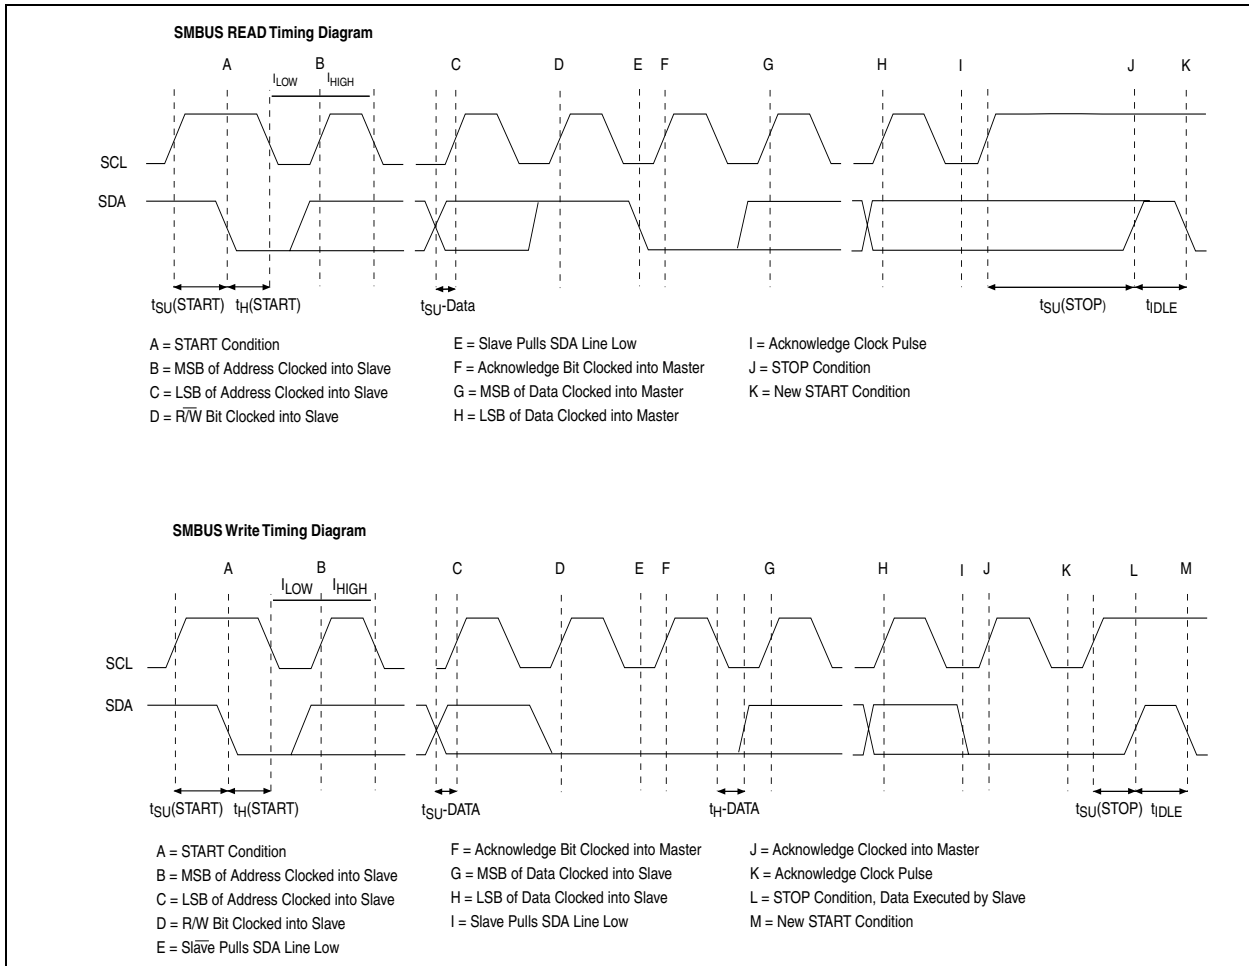 SMBUS READ Timing Diagram
A B C D E F G H I J K
ILOW IHIGH
SCL
SDA
tSU(START) tH(START) tSU-Data tSU(STOP) tIDLE
A = START Condition
B = MSB of Address Clocked into Slave
C = LSB of Address Clocked into Slave
D = R/W Bit Clocked into Slave
E = Slave Pulls SDA Line Low
F = Acknowledge Bit Clocked into Master
G = MSB of Data Clocked into Master
H = LSB of Data Clocked into Master
I = Acknowledge Clock Pulse
J = STOP Condition
K = New START Condition
SMBUS Write Timing Diagram
A B C D E F G H I J K L M
ILOW IHIGH
SCL
SDA
tSU(START) tH(START) tSU-DATA tH-DATA tSU(STOP) tIDLE
A = START Condition
B = MSB of Address Clocked into Slave
C = LSB of Address Clocked into Slave
D = R/W Bit Clocked into Slave
E = Slave Pulls SDA Line Low
F = Acknowledge Bit Clocked into Master
G = MSB of Data Clocked into Slave
H = LSB of Data Clocked into Slave
I = Slave Pulls SDA Line Low
J = Acknowledge Clocked into Master
K = Acknowledge Clock Pulse
L = STOP Condition, Data Executed by Slave
M = New START Condition